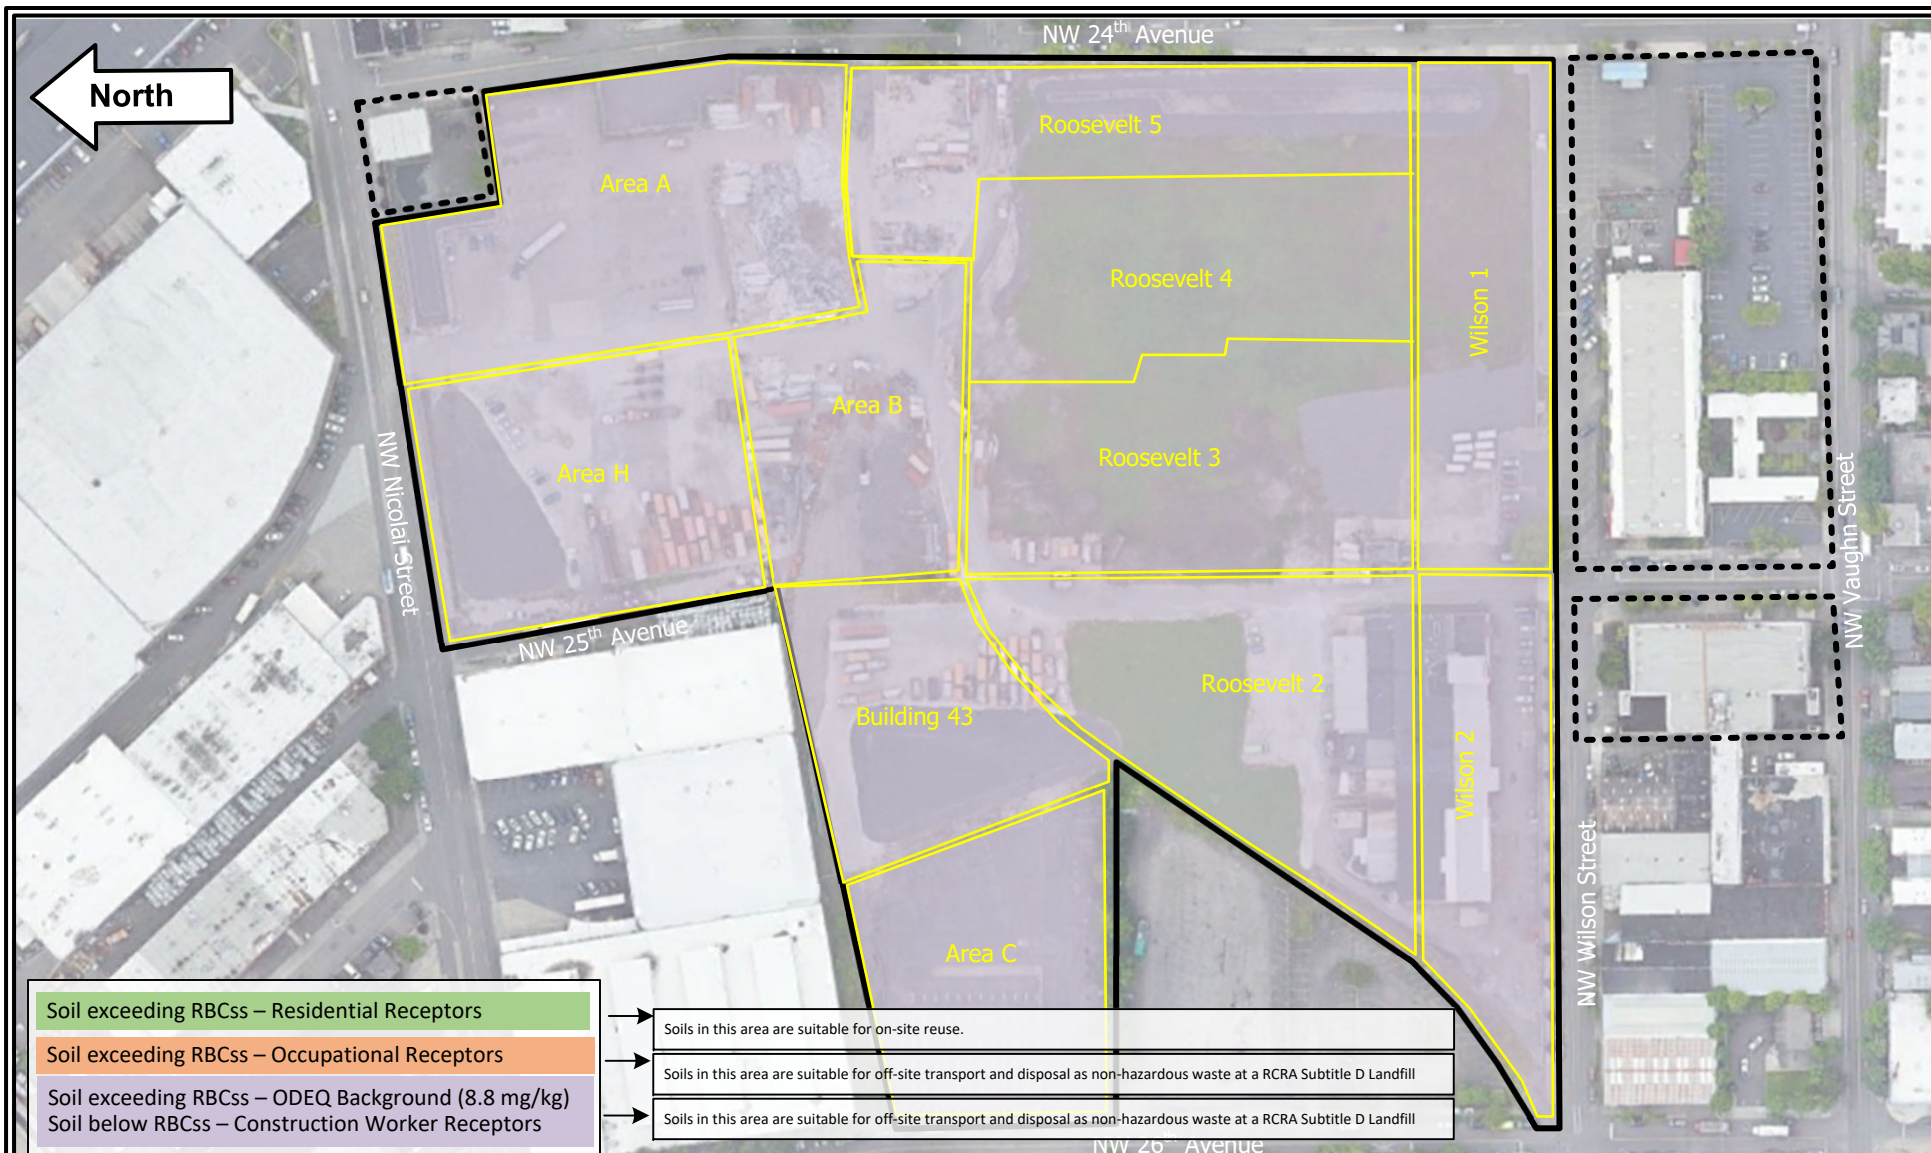 NW 24th Avenue
North
Roosevelt 5
Area A
Roosevelt 4
Wilson 1
Area B
Roosevelt 3
Area H
NW Nicolai Street
NW Vaughn Street
NW 25th Avenue
Roosevelt 2
Building 43
Wilson 2
NW Wilson Street
Area C
Soil exceeding RBCss – Residential Receptors
Soils in this area are suitable for on-site reuse.
Soil exceeding RBCss – Occupational Receptors
Soils in this area are suitable for off-site transport and disposal as non-hazardous waste at a RCRA Subtitle D Landfill
Soil exceeding RBCss – ODEQ Background (8.8 mg/kg)
Soil below RBCss – Construction Worker Receptors
Soils in this area are suitable for off-site transport and disposal as non-hazardous waste at a RCRA Subtitle D Landfill
NW 26th Avenue